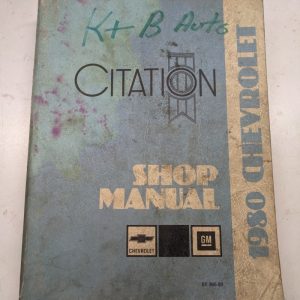 K+B Auto
CITATION
SHOP
MANUAL
1980 CHEVROLET
CHEVROLET
GM